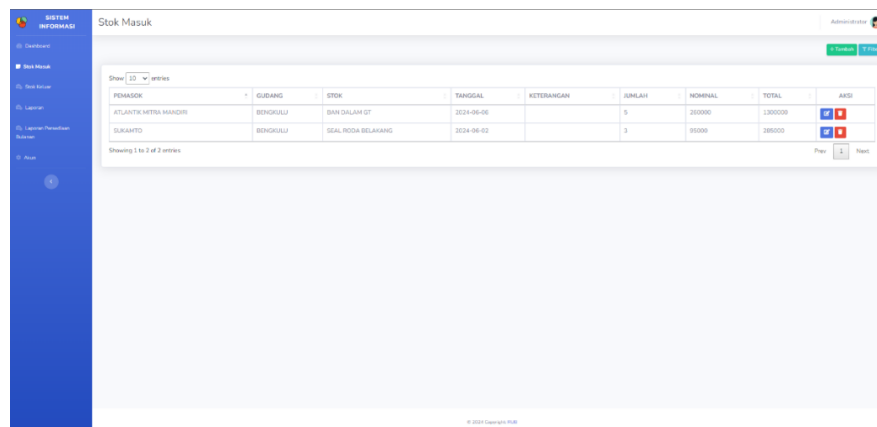 SISTEM
INFORMASI
Stok Masuk
Administrator
Dashboard
+ Tambah
Stok Masuk
Stok Keluar
Laporan
Laporan Persediaan
Bulanan
Akun
Show 10 entries
PEMASOK GUDANG STOK TANGGAL KETERANGAN JUMLAH NOMINAL TOTAL AKSI
ATLANTIK MITRA MANDIRI BENGKULU BAN DALAM GT 2024-06-06 5 260000 1300000
SUKAMTO BENGKULU SEAL RODA BELAKANG 2024-06-02 3 95000 285000
Showing 1 to 2 of 2 entries
Prev 1 Next
© 2024 Copyright